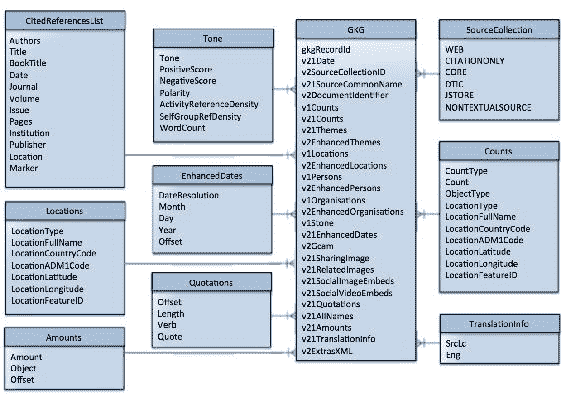 CitedReferencesList
Authors
Title
BookTitle
Date
Journal
Volume
Issue
Pages
Institution
Publisher
Location
Marker
Tone
Tone
PositiveScore
NegativeScore
Polarity
ActivityReferenceDensity
SelfGroupRefDensity
WordCount
GKG
gkgRecordId
v21Date
v2SourceCollectionID
v21SourceCommonName
v2DocumentIdentifier
v1Counts
v21Counts
v21Themes
v2EnhancedThemes
v1Locations
v2EnhancedLocations
v1Persons
v2EnhancedPersons
v1Organisations
v2EnhancedOrganisations
v1Stone
v21EnhancedDates
v2Gcam
v21SharingImage
v21RelatedImages
v21SocialImageEmbeds
v21SocialVideoEmbeds
v21Quotations
v21AllNames
v21Amounts
v21TranslationInfo
v2ExtrasXML
SourceCollection
WEB
CITATIONONLY
CORE
DTIC
JSTORE
NONTEXTUALSOURCE
EnhancedDates
DateResolution
Month
Day
Year
Offset
Counts
CountType
Count
ObjectType
LocationType
LocationFullName
LocationCountryCode
LocationADM1Code
LocationLatitude
LocationLongitude
LocationFeatureID
Locations
LocationType
LocationFullName
LocationCountryCode
LocationADM1Code
LocationLatitude
LocationLongitude
LocationFeatureID
Quotations
Offset
Length
Verb
Quote
TranslationInfo
SrcLc
Eng
Amounts
Amount
Object
Offset